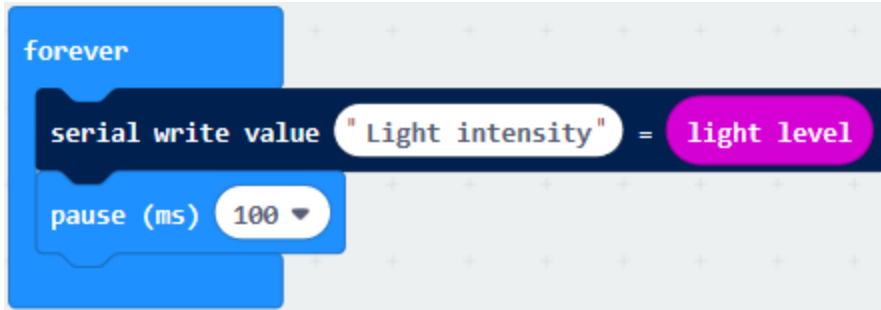 forever
serial write value "Light intensity" = light level
pause (ms) 100